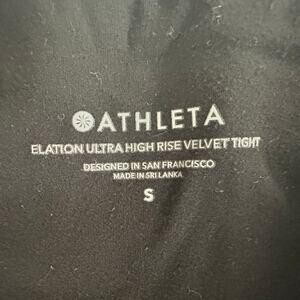 ATHLETA
ELATION ULTRA HIGH RISE VELVET TIGHT
DESIGNED IN SAN FRANCISCO
MADE IN SRI LANKA
S